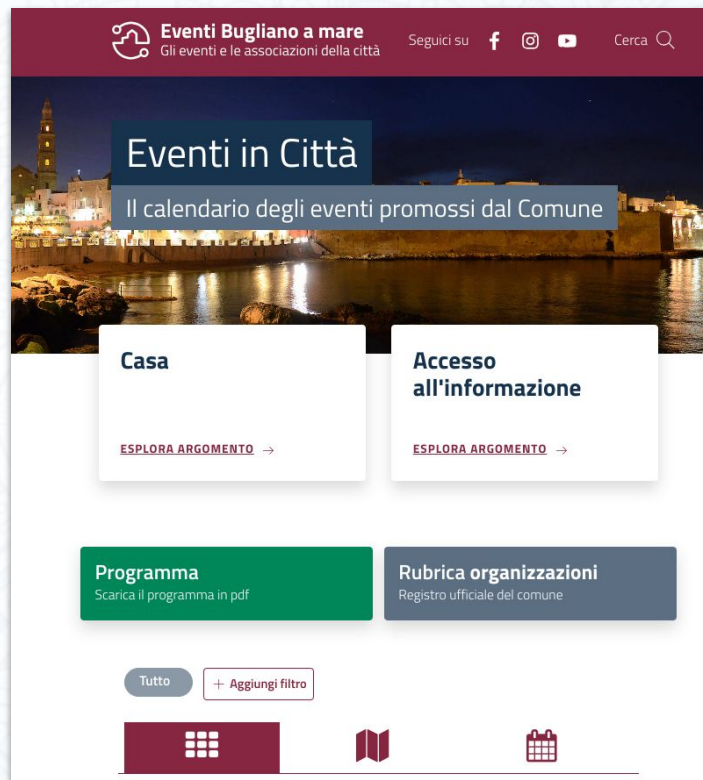 Eventi Bugliano a mare
Gli eventi e le associazioni della città
Seguici su
Cerca
Eventi in Città
Il calendario degli eventi promossi dal Comune
Casa
ESPLORA ARGOMENTO →
Accesso
all'informazione
ESPLORA ARGOMENTO →
Programma
Scarica il programma in pdf
Rubrica organizzazioni
Registro ufficiale del comune
Tutto
+ Aggiungi filtro